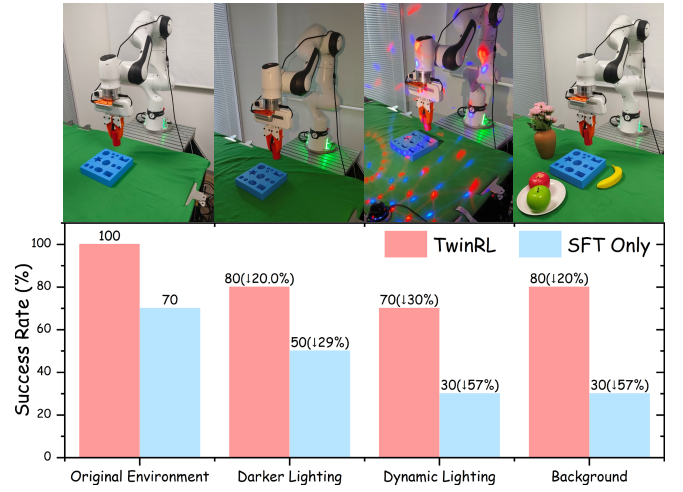 TwinRL
SFT Only
Success Rate (%)
100
80
60
40
20
0
100
70
80(↓20.0%)
50(↓29%)
70(↓30%)
30(↓57%)
80(↓20%)
30(↓57%)
Original Environment
Darker Lighting
Dynamic Lighting
Background